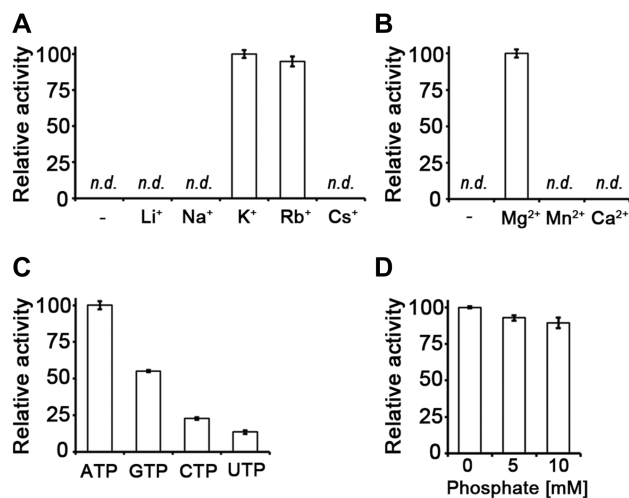 A
Relative activity
100
75
50
25
0
n.d. n.d. n.d. n.d.
- Li⁺ Na⁺ K⁺ Rb⁺ Cs⁺
B
Relative activity
100
75
50
25
0
n.d. n.d. n.d.
- Mg²⁺ Mn²⁺ Ca²⁺
C
Relative activity
100
75
50
25
0
ATP GTP CTP UTP
D
Relative activity
100
75
50
25
0
0 5 10
Phosphate [mM]